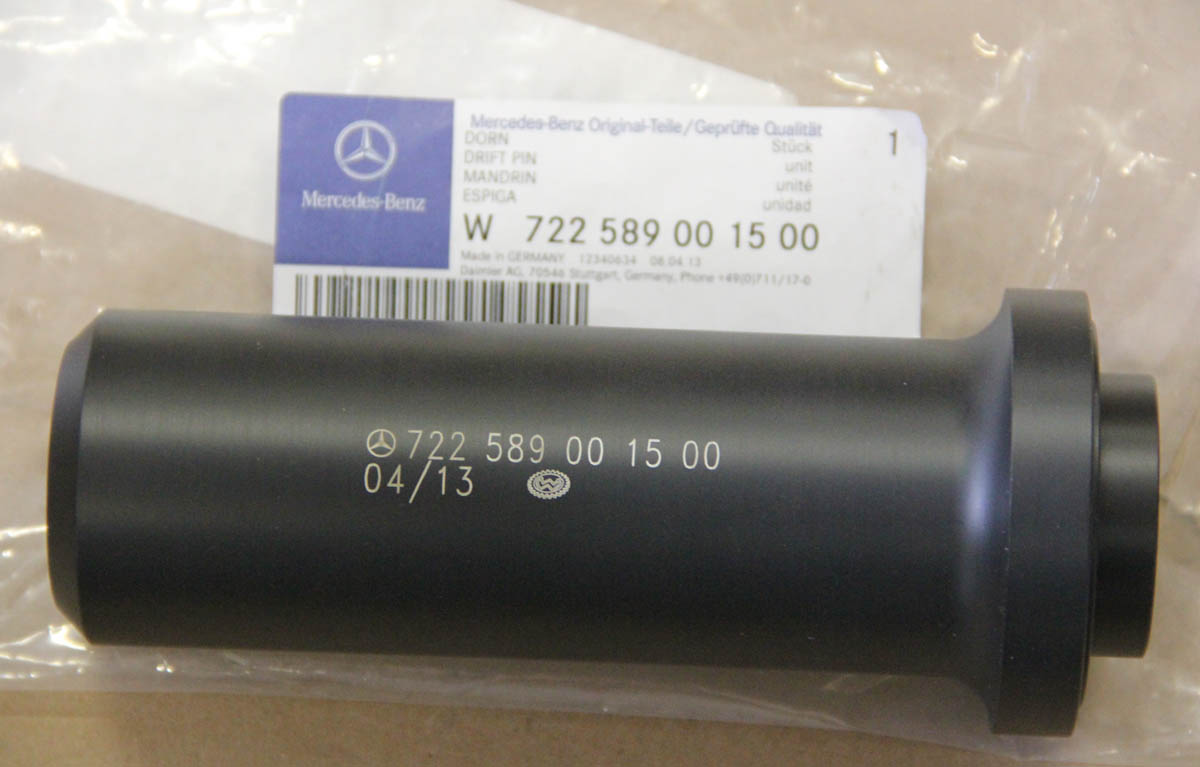 Mercedes-Benz
Mercedes-Benz Original-Teile/Geprüfte Qualität
DORN
DRIFT PIN
MANDRIN
ESPIGA
Stück
unit
unité
unidad
1
W 722 589 00 15 00
Made in GERMANY 12340634 08.04.13
Daimler AG, 70546 Stuttgart, Germany, Phone +49(0)711/17-0
722 589 00 15 00
04/13
W